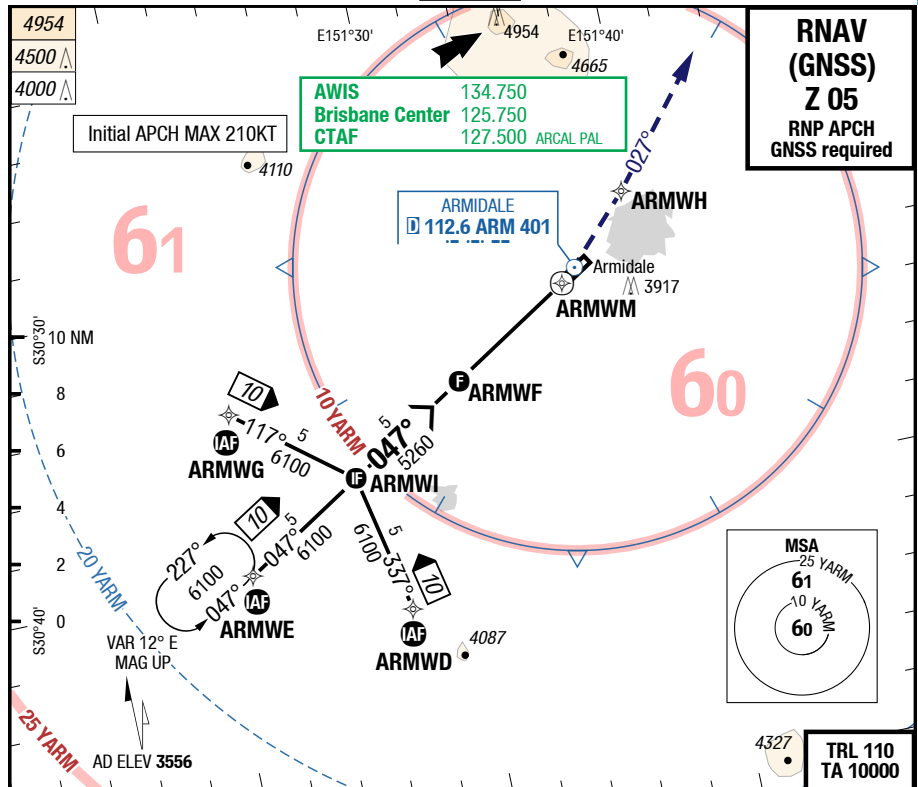 4954
4500
4000
E151°30'
4954
E151°40'
4665
RNAV
(GNSS)
Z 05
RNP APCH
GNSS required
AWIS 134.750
Brisbane Center 125.750
CTAF 127.500 ARCAL PAL
Initial APCH MAX 210KT
4110
027°
ARMWH
ARMIDALE
D 112.6 ARM 401
61
Armidale
3917
ARMWM
S30°30'
10 NM
8
6
4
2
0
S30°40'
F ARMWF
60
10 YARM
10
117°
5
6100
IAF
ARMWG
5
047°
5260
IF ARMWI
10
5
047°
6100
227°
6100
047°
IAF
ARMWE
5
6100
337°
10
IAF
ARMWD
4087
20 YARM
VAR 12° E
MAG UP
AD ELEV 3556
25 YARM
MSA
25 YARM
61
10 YARM
60
4327
TRL 110
TA 10000